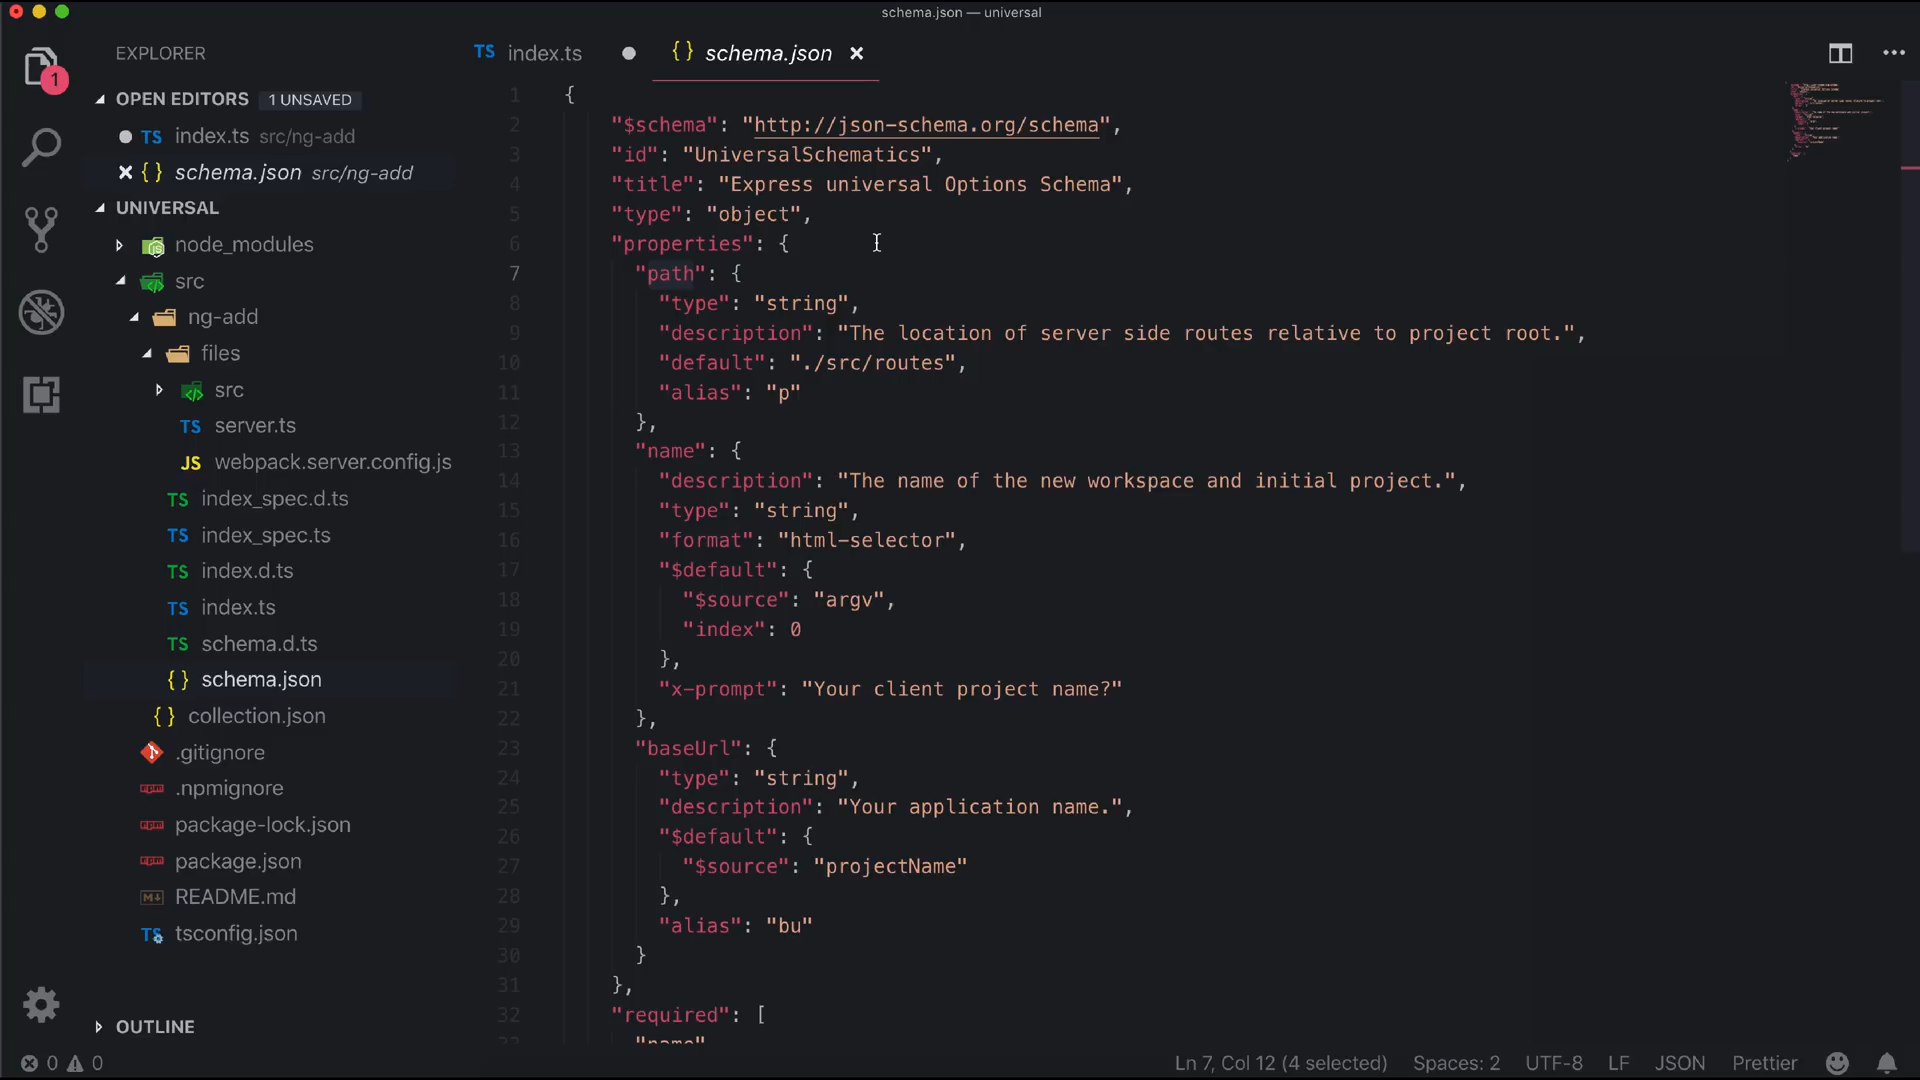 schema.json — universal
1
EXPLORER
OPEN EDITORS 1 UNSAVED
TS index.ts src/ng-add
{ } schema.json src/ng-add
UNIVERSAL
node_modules
src
ng-add
files
src
TS server.ts
JS webpack.server.config.js
TS index_spec.d.ts
TS index_spec.ts
TS index.d.ts
TS index.ts
TS schema.d.ts
{ } schema.json
{ } collection.json
.gitignore
.npmignore
package-lock.json
package.json
README.md
TS tsconfig.json
OUTLINE
TS index.ts
{ } schema.json
1 {
2 "$schema": "http://json-schema.org/schema",
3 "id": "UniversalSchematics",
4 "title": "Express universal Options Schema",
5 "type": "object",
6 "properties": {
7 "path": {
8 "type": "string",
9 "description": "The location of server side routes relative to project root.",
10 "default": "./src/routes",
11 "alias": "p"
12 },
13 "name": {
14 "description": "The name of the new workspace and initial project.",
15 "type": "string",
16 "format": "html-selector",
17 "$default": {
18 "$source": "argv",
19 "index": 0
20 },
21 "x-prompt": "Your client project name?"
22 },
23 "baseUrl": {
24 "type": "string",
25 "description": "Your application name.",
26 "$default": {
27 "$source": "projectName"
28 },
29 "alias": "bu"
30 }
31 },
32 "required": [
33 "name"
0 0
Ln 7, Col 12 (4 selected) Spaces: 2 UTF-8 LF JSON Prettier